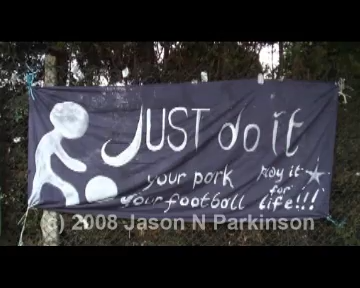 JUST do it
your park
your football
Play it
for
life!!!
(c) 2008 Jason N Parkinson